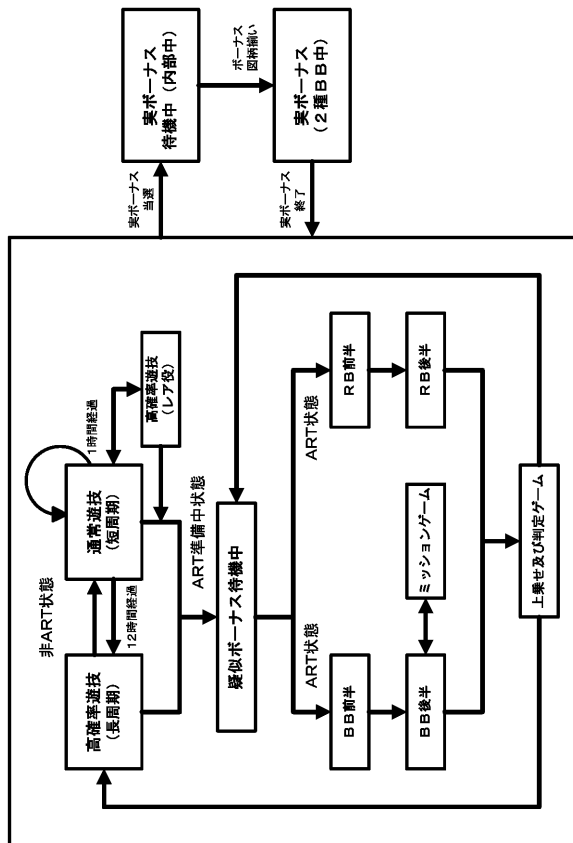 非ART状態
高確率遊技
(長周期)
12時間経過
通常遊技
(短周期)
1時間経過
高確率遊技
(レア役)
ART準備中状態
疑似ボーナス待機中
ART状態
BB前半
BB後半
ミッションゲーム
ART状態
RB前半
RB後半
上乗せ及び判定ゲーム
実ボーナス
当選
実ボーナス
待機中(内部中)
ボーナス
図柄揃い
実ボーナス
(2種BB中)
実ボーナス
終了